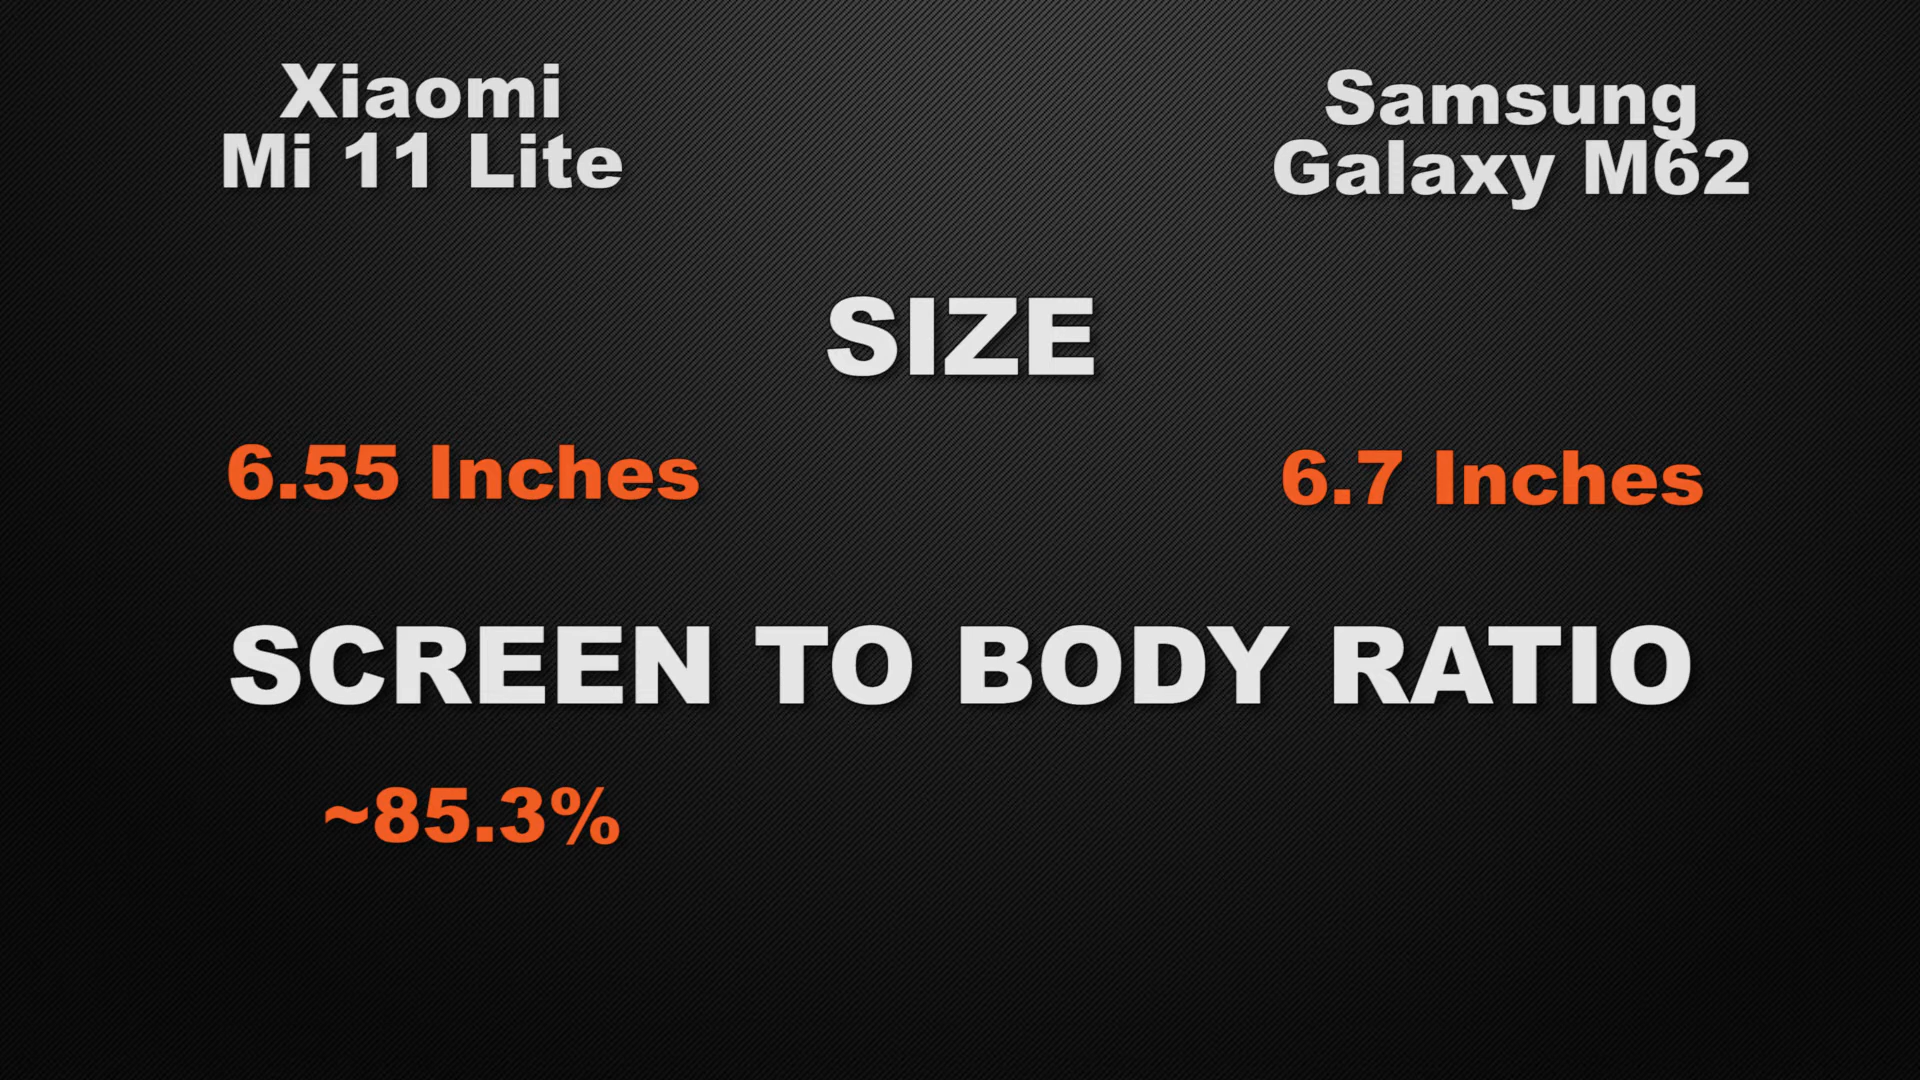 Xiaomi
Mi 11 Lite
Samsung
Galaxy M62
SIZE
6.55 Inches
6.7 Inches
SCREEN TO BODY RATIO
~85.3%